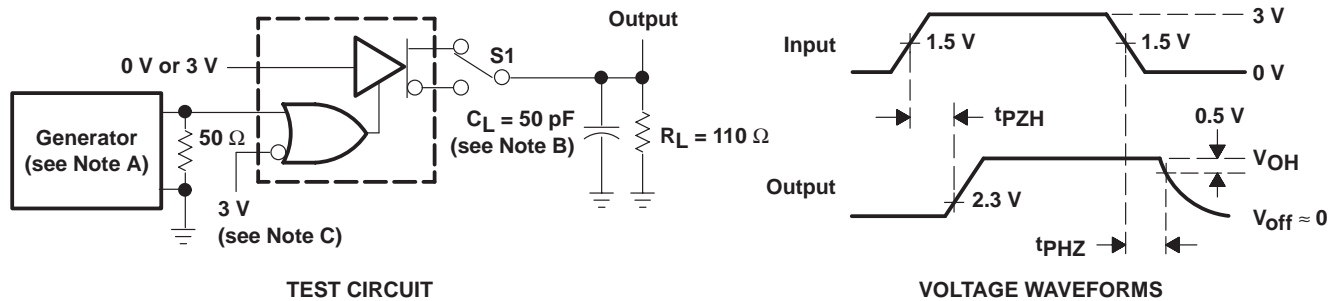 Output
S1
0 V or 3 V
Generator
(see Note A)
50 Ω
3 V
(see Note C)
CL = 50 pF
(see Note B)
RL = 110 Ω
TEST CIRCUIT
Input
3 V
1.5 V
1.5 V
0 V
tPZH
0.5 V
VOH
Output
2.3 V
Voff ≈ 0
tPHZ
VOLTAGE WAVEFORMS